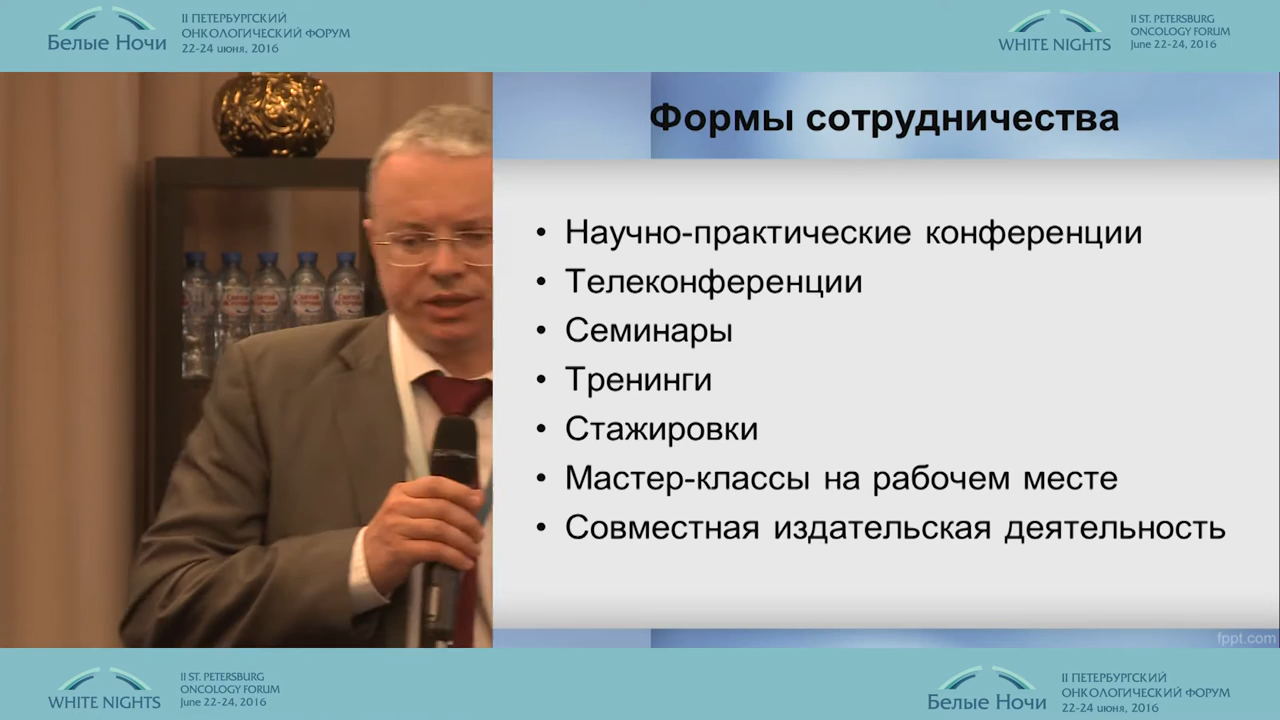 Белые Ночи
II ПЕТЕРБУРГСКИЙ
ОНКОЛОГИЧЕСКИЙ ФОРУМ
22-24 июня, 2016
WHITE NIGHTS
II ST. PETERSBURG
ONCOLOGY FORUM
June 22-24, 2016
Формы сотрудничества
• Научно-практические конференции
• Телеконференции
• Семинары
• Тренинги
• Стажировки
• Мастер-классы на рабочем месте
• Совместная издательская деятельность
fppt.com
WHITE NIGHTS
II ST. PETERSBURG
ONCOLOGY FORUM
June 22-24, 2016
Белые Ночи
II ПЕТЕРБУРГСКИЙ
ОНКОЛОГИЧЕСКИЙ ФОРУМ
22-24 июня, 2016